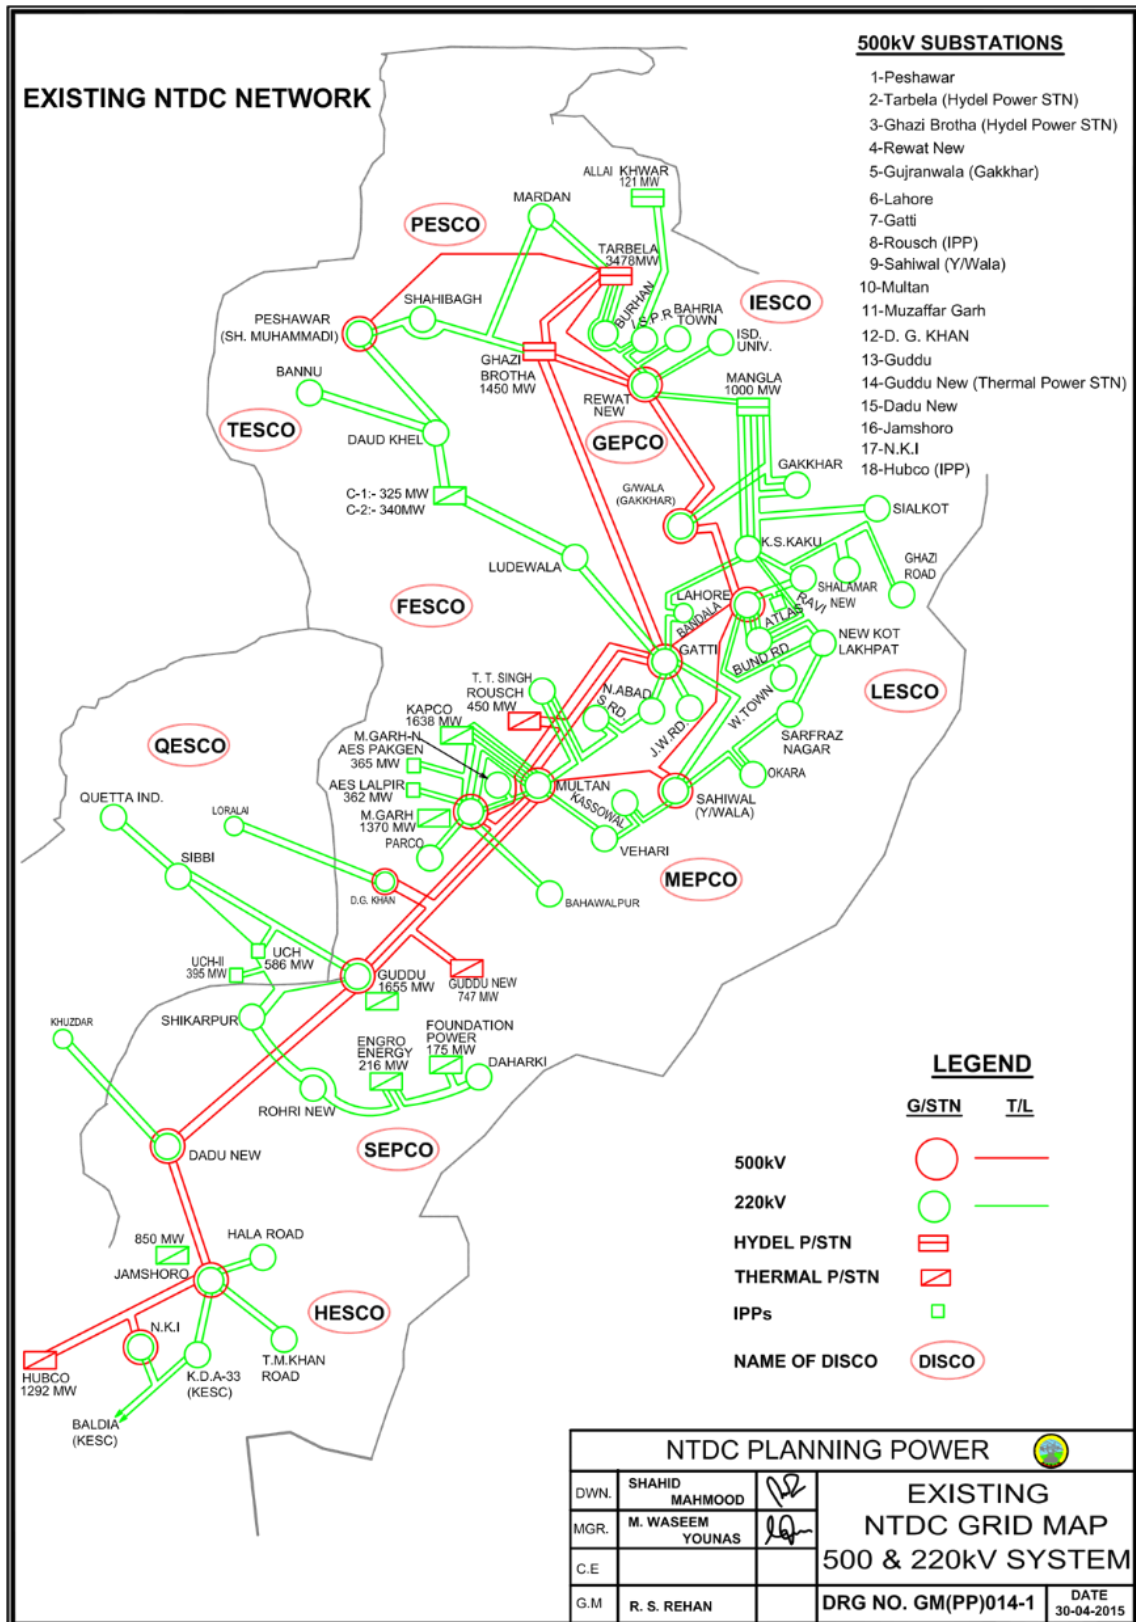 EXISTING NTDC NETWORK
500kV SUBSTATIONS
1-Peshawar
2-Tarbela (Hydel Power STN)
3-Ghazi Brotha (Hydel Power STN)
4-Rewat New
5-Gujranwala (Gakkhar)
6-Lahore
7-Gatti
8-Rousch (IPP)
9-Sahiwal (Y/Wala)
10-Multan
11-Muzaffar Garh
12-D. G. KHAN
13-Guddu
14-Guddu New (Thermal Power STN)
15-Dadu New
16-Jamshoro
17-N.K.I
18-Hubco (IPP)
ALLAI KHWAR
121 MW
MARDAN
PESCO
TARBELA
3478MW
IESCO
SHAHIBAGH
PESHAWAR
(SH. MUHAMMADI)
BURHAN
I.S.P.R
BAHRIA
TOWN
ISD.
UNIV.
GHAZI
BROTHA
1450 MW
BANNU
REWAT
NEW
MANGLA
1000 MW
TESCO
DAUD KHEL
GEPCO
GAKKHAR
C-1:- 325 MW
C-2:- 340MW
G/WALA
(GAKKHAR)
SIALKOT
K.S.KAKU
LUDEWALA
GHAZI
ROAD
SHALAMAR
NEW
FESCO
LAHORE
RAVI
ATLAS
BANDALA
BUND RD
NEW KOT
LAKHPAT
GATTI
LESCO
T. T. SINGH
ROUSCH
450 MW
N.ABAD
S.RD.
J.W.RD.
W.TOWN
SARFRAZ
NAGAR
KAPCO
1638 MW
M.GARH-N
AES PAKGEN
365 MW
QESCO
AES LALPIR
362 MW
MULTAN
KASSOWAL
OKARA
SAHIWAL
(Y/WALA)
QUETTA IND.
LORALAI
M.GARH
1370 MW
PARCO
VEHARI
SIBBI
MEPCO
D.G. KHAN
BAHAWALPUR
UCH
586 MW
UCH-II
395 MW
GUDDU
1655 MW
GUDDU NEW
747 MW
SHIKARPUR
KHUZDAR
ENGRO
ENERGY
216 MW
FOUNDATION
POWER
175 MW
DAHARKI
ROHRI NEW
SEPCO
DADU NEW
850 MW
HALA ROAD
JAMSHORO
HESCO
N.K.I
HUBCO
1292 MW
K.D.A-33
(KESC)
T.M.KHAN
ROAD
BALDIA
(KESC)
LEGEND
G/STN T/L
500kV
220kV
HYDEL P/STN
THERMAL P/STN
IPPs
NAME OF DISCO DISCO
NTDC PLANNING POWER
DWN. SHAHID MAHMOOD
MGR. M. WASEEM YOUNAS
C.E
G.M R. S. REHAN
EXISTING
NTDC GRID MAP
500 & 220kV SYSTEM
DRG NO. GM(PP)014-1
DATE
30-04-2015